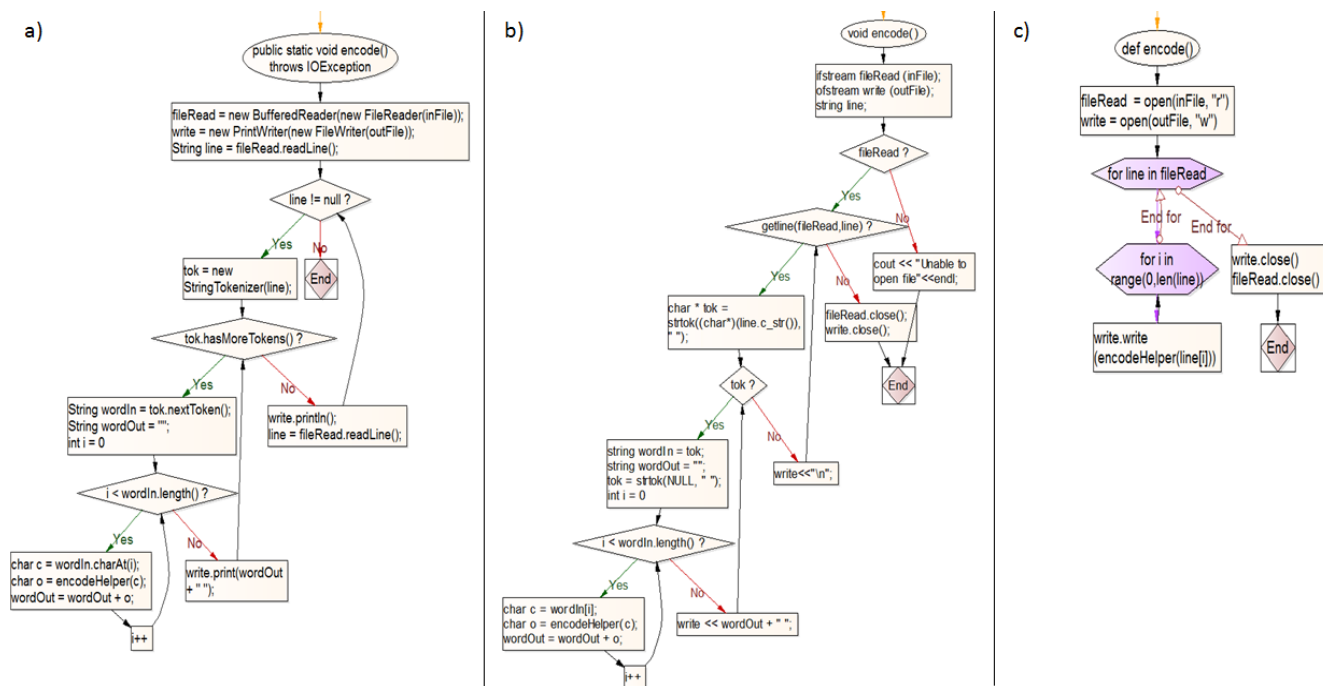 a)
public static void encode()
throws IOException
fileRead = new BufferedReader(new FileReader(inFile));
write = new PrintWriter(new FileWriter(outFile));
String line = fileRead.readLine();
line != null ?
Yes
No
tok = new
StringTokenizer(line);
End
tok.hasMoreTokens() ?
Yes
No
String wordIn = tok.nextToken();
String wordOut = "";
int i = 0
write.println();
line = fileRead.readLine();
i < wordIn.length() ?
Yes
No
char c = wordIn.charAt(i);
char o = encodeHelper(c);
wordOut = wordOut + o;
write.print(wordOut
+ " ");
i++
b)
void encode()
ifstream fileRead (inFile);
ofstream write (outFile);
string line;
fileRead ?
Yes
No
getline(fileRead,line) ?
cout << "Unable to
open file"<<endl;
Yes
No
char * tok =
strtok((char*)(line.c_str()),
" ");
fileRead.close();
write.close();
End
tok ?
Yes
No
string wordIn = tok;
string wordOut = "";
tok = strtok(NULL, " ");
int i = 0
write<<"\n";
i < wordIn.length() ?
Yes
No
char c = wordIn[i];
char o = encodeHelper(c);
wordOut = wordOut + o;
write << wordOut + " ";
i++
c)
def encode()
fileRead = open(inFile, "r")
write = open(outFile, "w")
for line in fileRead
End for
End for
for i in
range(0,len(line))
write.close()
fileRead.close()
write.write
(encodeHelper(line[i]))
End